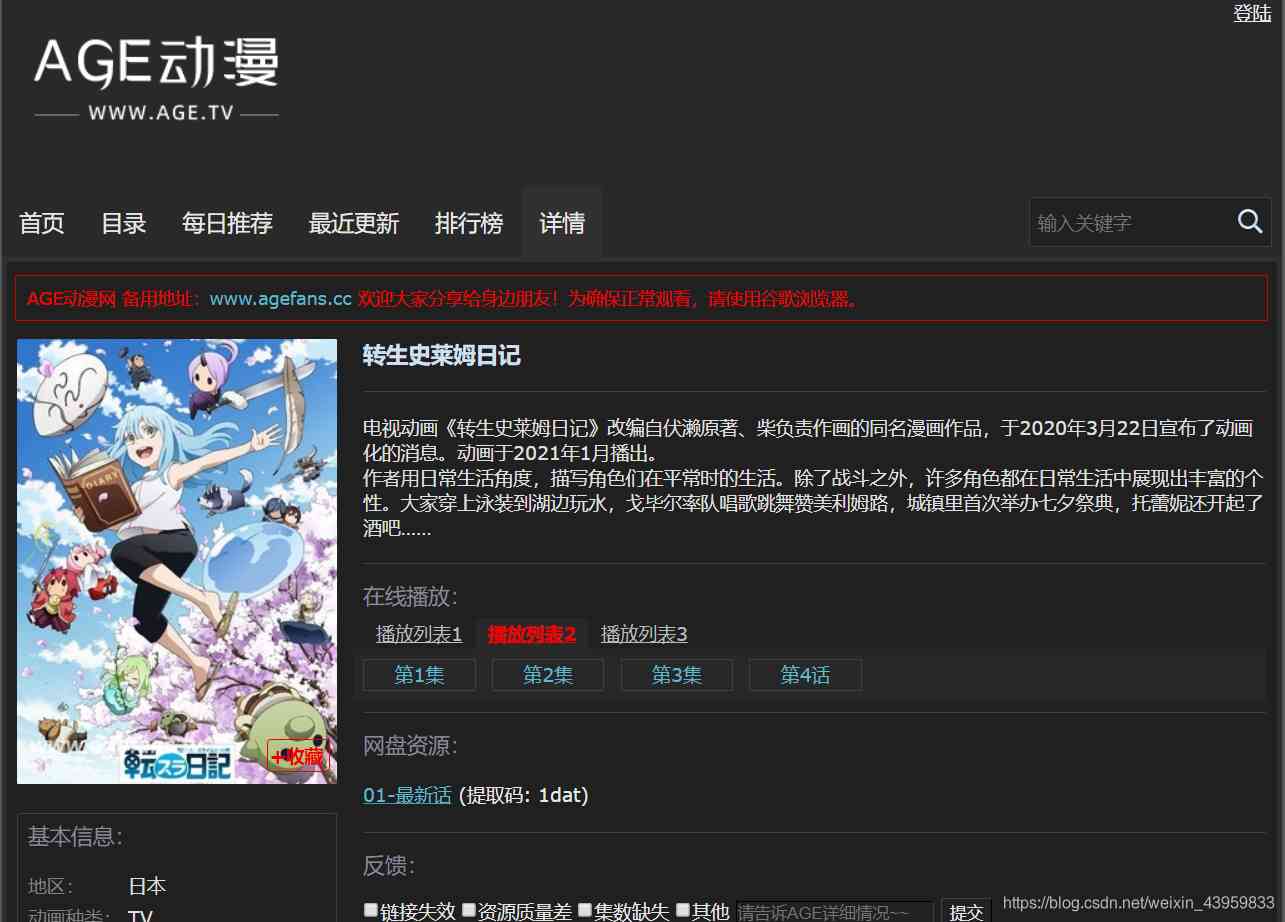 登陆
AGE动漫
WWW.AGE.TV
首页 目录 每日推荐 最近更新 排行榜 详情 输入关键字
AGE动漫网 备用地址：www.agefans.cc 欢迎大家分享给身边朋友！为确保正常观看，请使用谷歌浏览器。
转生史莱姆日记
电视动画《转生史莱姆日记》改编自伏濑原著、柴负责作画的同名漫画作品，于2020年3月22日宣布了动画
化的消息。动画于2021年1月播出。
作者用日常生活角度，描写角色们在平常时的生活。除了战斗之外，许多角色都在日常生活中展现出丰富的个
性。大家穿上泳装到湖边玩水，戈毕尔率队唱歌跳舞赞美利姆路，城镇里首次举办七夕祭典，托蕾妮还开起了
酒吧……
DIARY
転スラ日記
+收藏
在线播放：
播放列表1 播放列表2 播放列表3
第1集 第2集 第3集 第4话
网盘资源：
01-最新话 (提取码：1dat)
基本信息：
地区： 日本
动画种类： TV
反馈：
链接失效 资源质量差 集数缺失 其他 请告诉AGE详细情况~~ 提交
https://blog.csdn.net/weixin_43959833